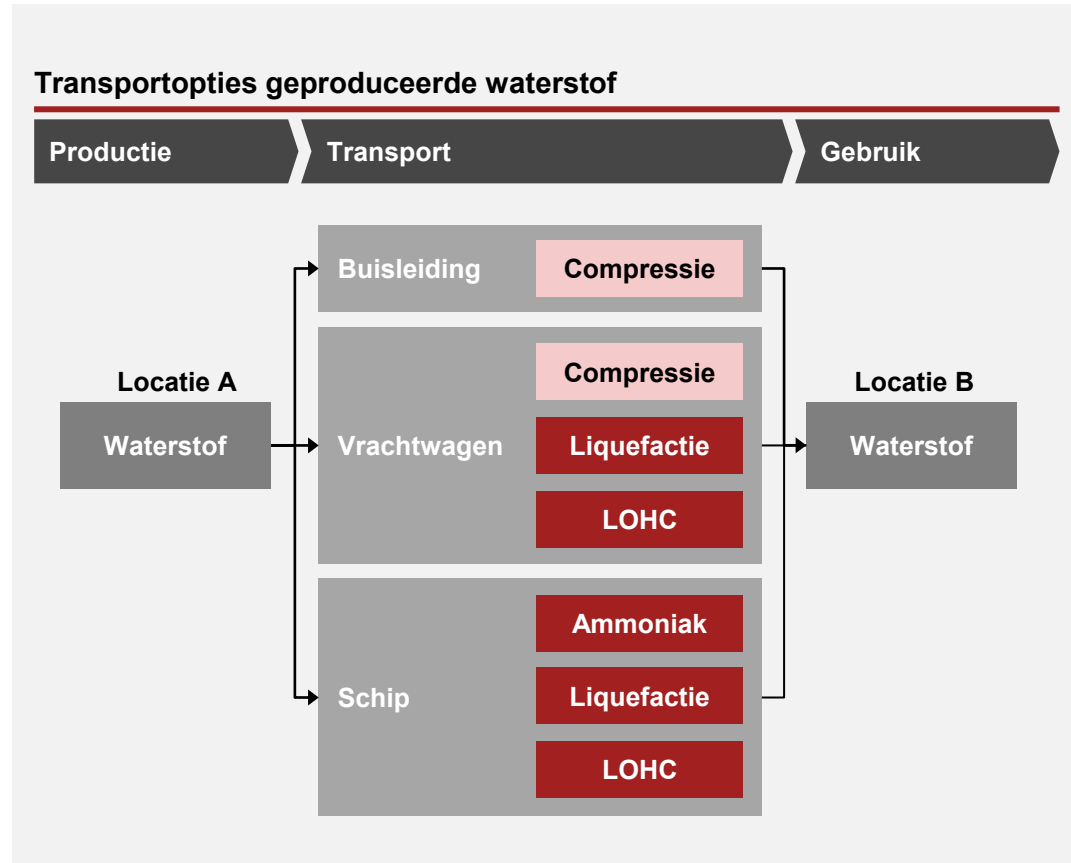 Transportopties geproduceerde waterstof
Productie
Transport
Gebruik
Locatie A
Waterstof
Buisleiding
Compressie
Vrachtwagen
Compressie
Liquefactie
LOHC
Schip
Ammoniak
Liquefactie
LOHC
Locatie B
Waterstof